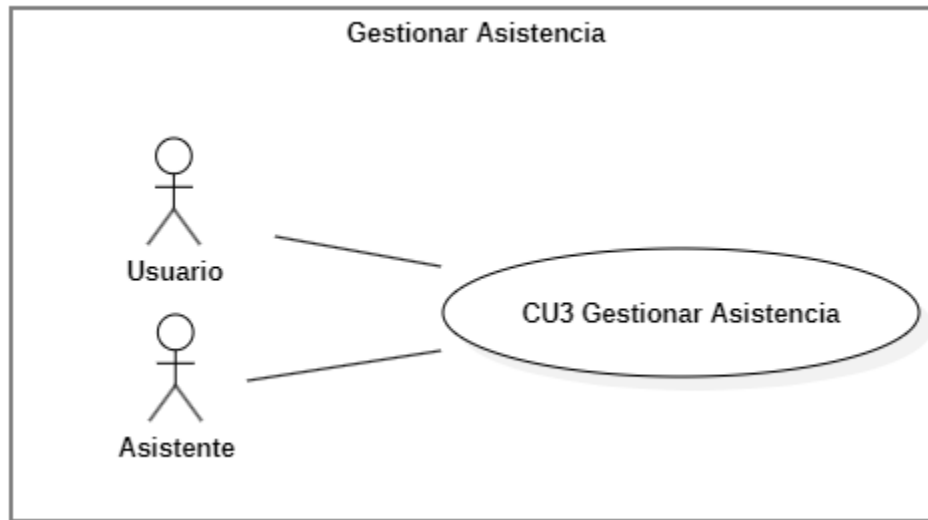 Gestionar Asistencia
Usuario
CU3 Gestionar Asistencia
Asistente